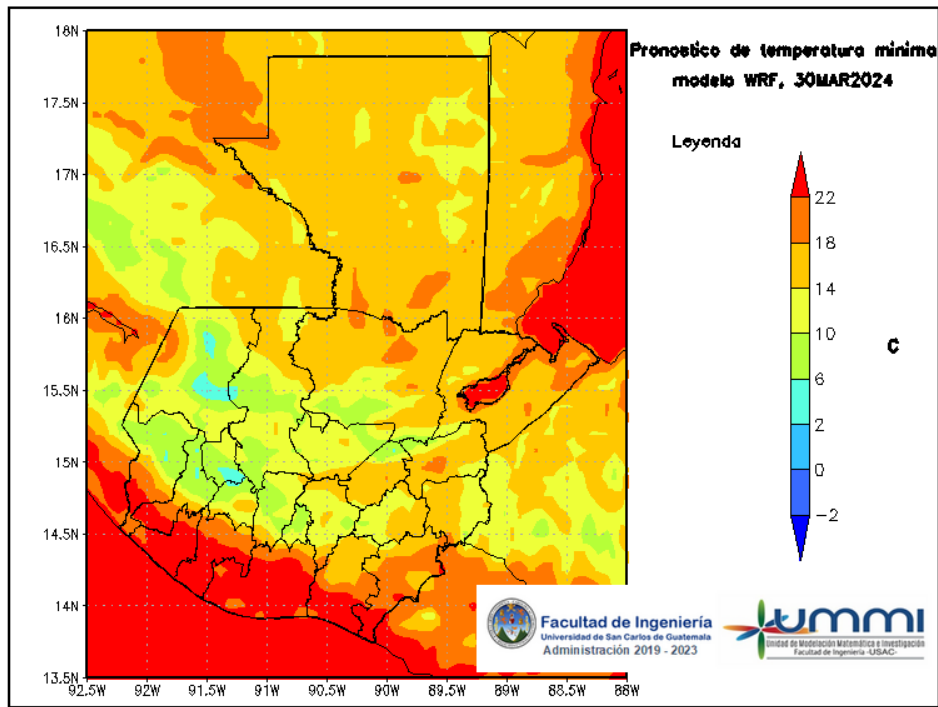 Pronostico de temperatura minima
modelo WRF, 30MAR2024
Leyenda
22
18
14
10
6
2
0
−2
C
18N
17.5N
17N
16.5N
16N
15.5N
15N
14.5N
14N
13.5N
92.5W
92W
91.5W
91W
90.5W
90W
89.5W
89W
88.5W
88W
Facultad de Ingeniería
Universidad de San Carlos de Guatemala
Administración 2019 - 2023
ummi
Unidad de Modelación Matemática e Investigación
Facultad de Ingeniería -USAC-